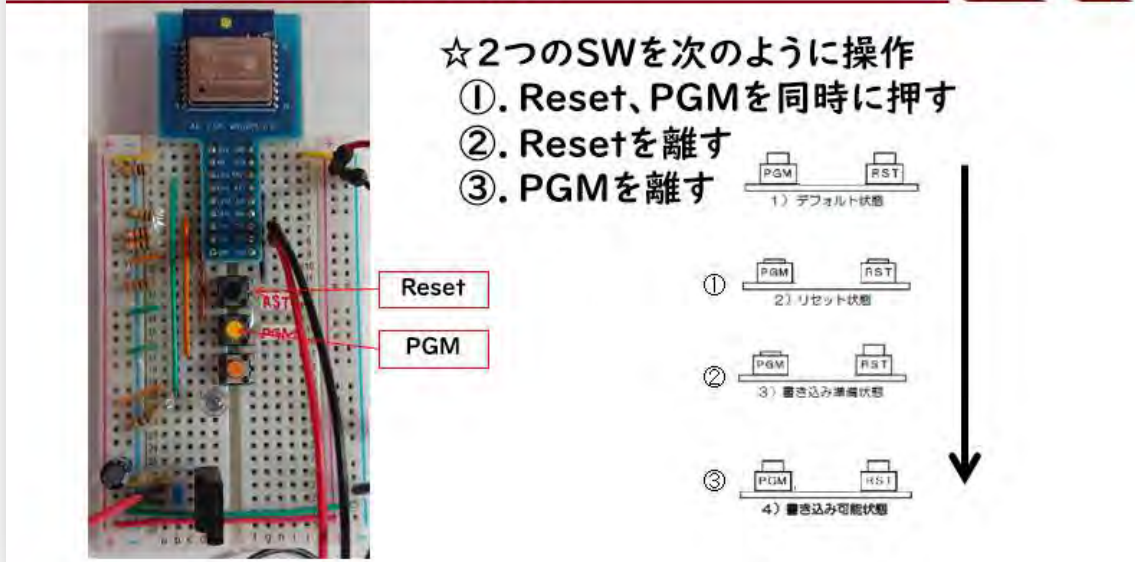 ☆2つのSWを次のように操作
①. Reset、PGMを同時に押す
②. Resetを離す
③. PGMを離す
PGM RST
1）デフォルト状態
① PGM RST
2）リセット状態
② PGM RST
3）書き込み準備状態
③ PGM RST
4）書き込み可能状態
Reset
PGM
RST
PGM